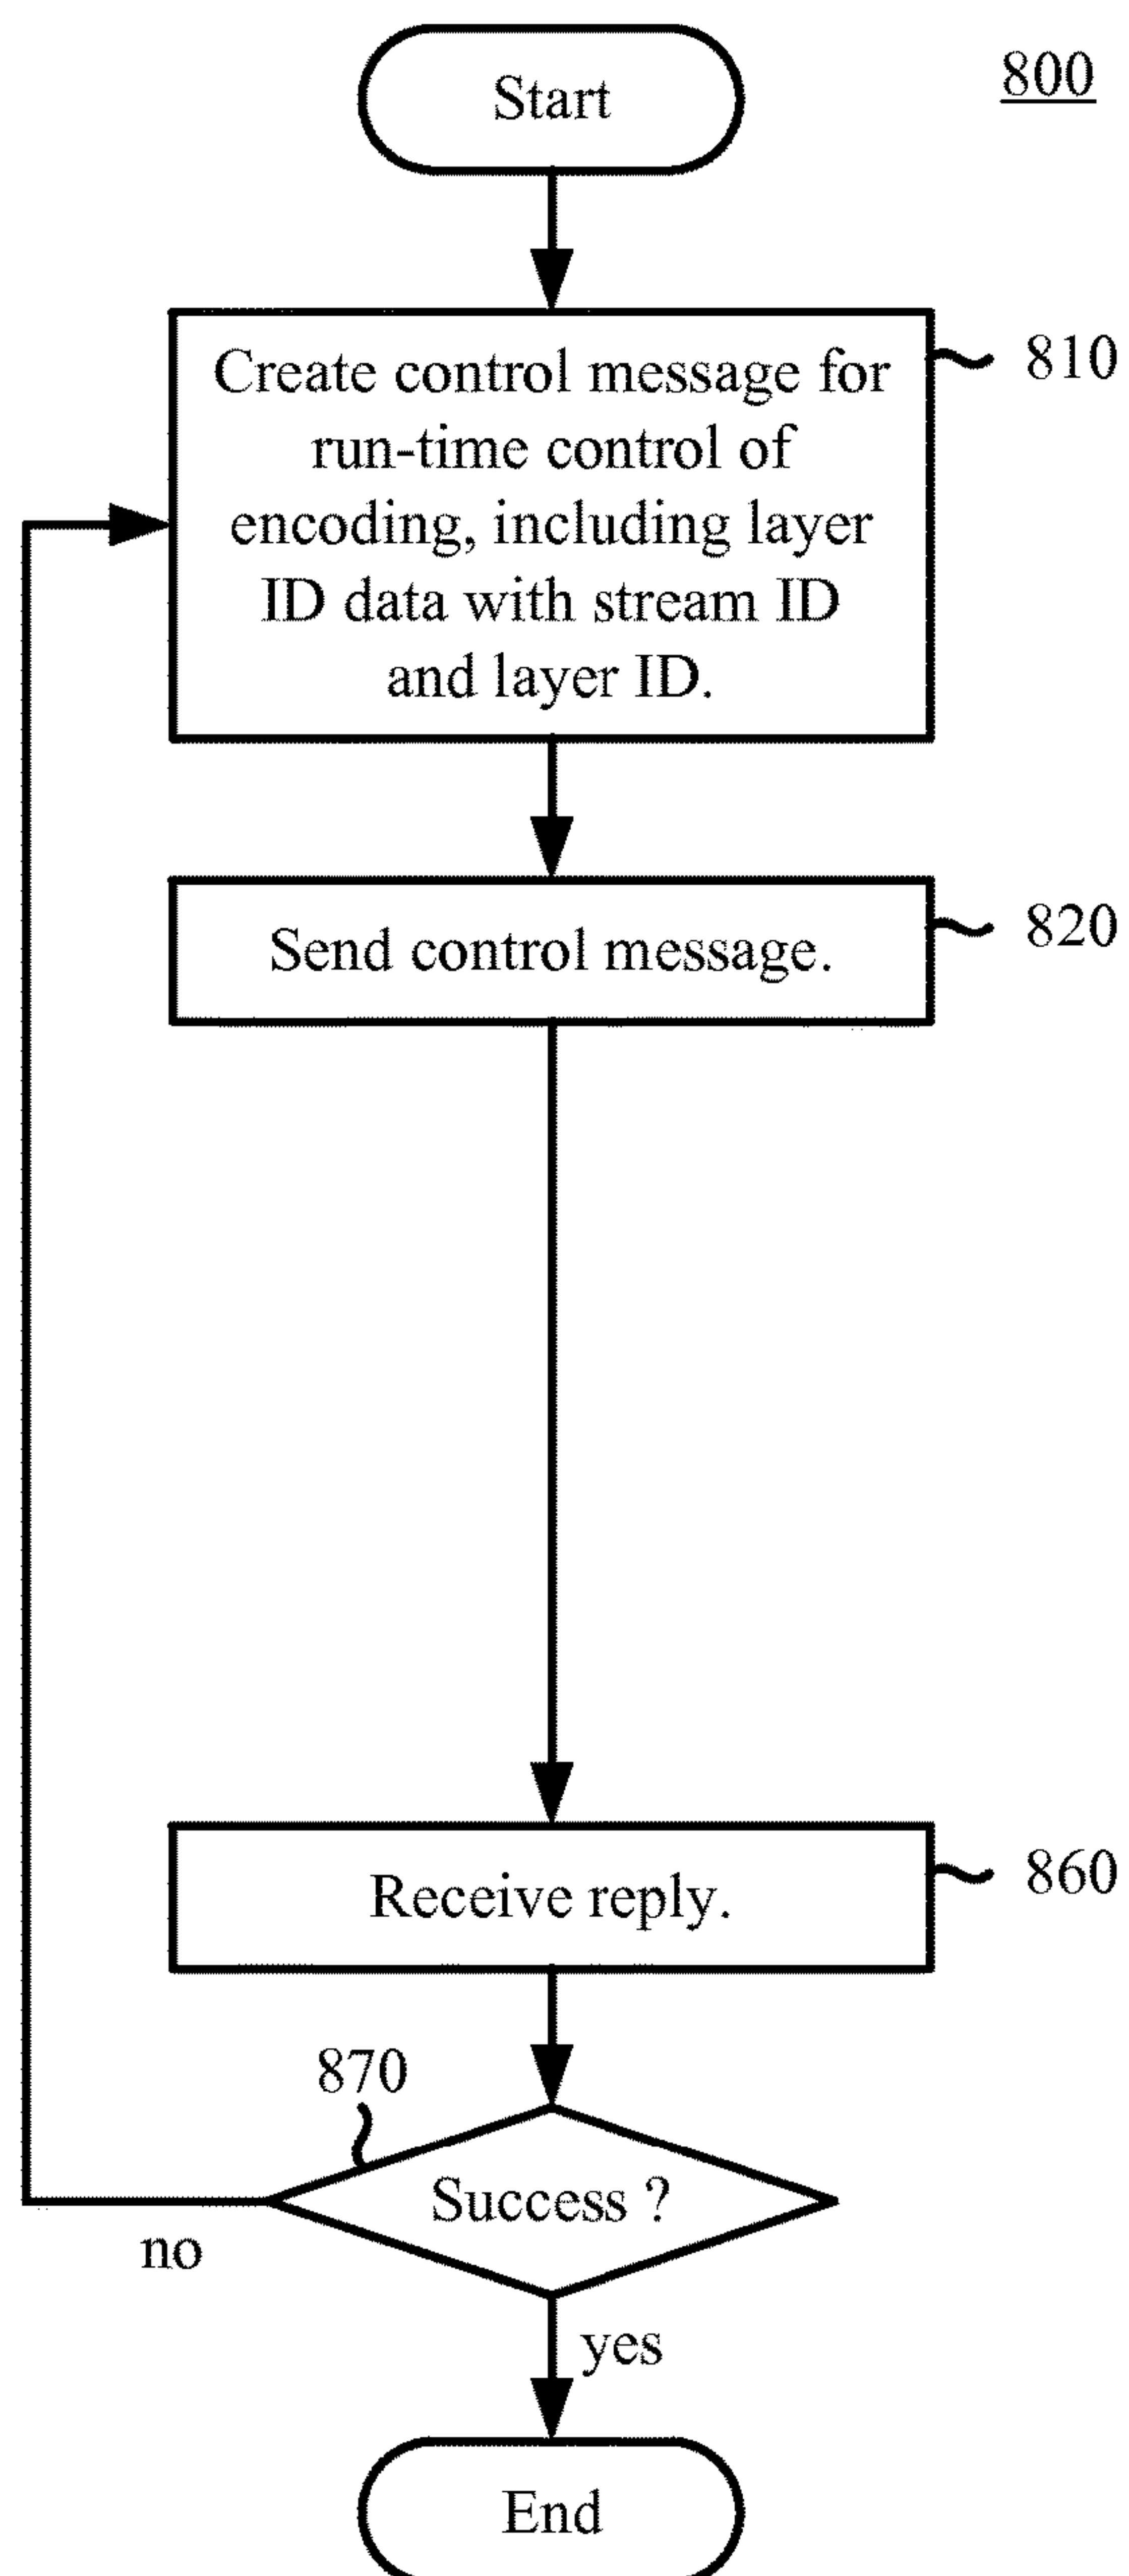 Start
800
Create control message for
run-time control of
encoding, including layer
ID data with stream ID
and layer ID.
810
Send control message.
820
Receive reply.
860
870
Success ?
no
yes
End